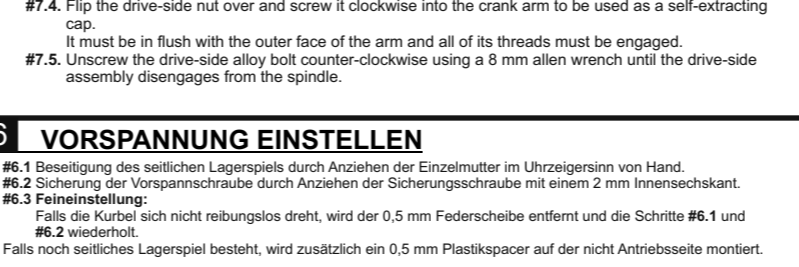 #7.4. Flip the drive-side nut over and screw it clockwise into the crank arm to be used as a self-extracting
cap.
It must be in flush with the outer face of the arm and all of its threads must be engaged.
#7.5. Unscrew the drive-side alloy bolt counter-clockwise using a 8 mm allen wrench until the drive-side
assembly disengages from the spindle.
6 VORSPANNUNG EINSTELLEN
#6.1 Beseitigung des seitlichen Lagerspiels durch Anziehen der Einzelmutter im Uhrzeigersinn von Hand.
#6.2 Sicherung der Vorspannschraube durch Anziehen der Sicherungsschraube mit einem 2 mm Innensechskant.
#6.3 Feineinstellung:
Falls die Kurbel sich nicht reibungslos dreht, wird der 0,5 mm Federscheibe entfernt und die Schritte #6.1 und
#6.2 wiederholt.
Falls noch seitliches Lagerspiel besteht, wird zusätzlich ein 0,5 mm Plastikspacer auf der nicht Antriebsseite montiert.